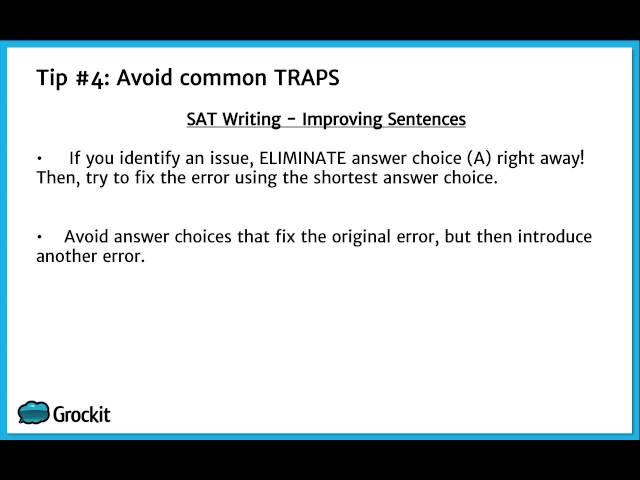 Tip #4: Avoid common TRAPS
SAT Writing - Improving Sentences
• If you identify an issue, ELIMINATE answer choice (A) right away!
Then, try to fix the error using the shortest answer choice.
• Avoid answer choices that fix the original error, but then introduce
another error.
Grockit